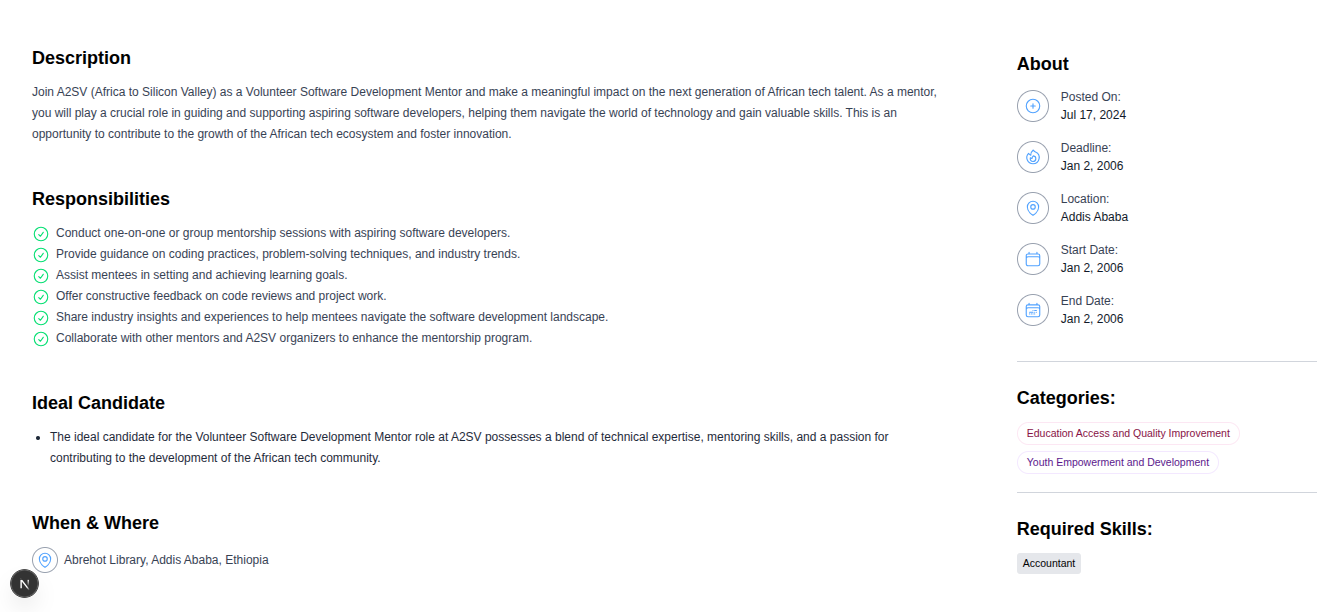 Description
Join A2SV (Africa to Silicon Valley) as a Volunteer Software Development Mentor and make a meaningful impact on the next generation of African tech talent. As a mentor,
you will play a crucial role in guiding and supporting aspiring software developers, helping them navigate the world of technology and gain valuable skills. This is an
opportunity to contribute to the growth of the African tech ecosystem and foster innovation.
Responsibilities
Conduct one-on-one or group mentorship sessions with aspiring software developers.
Provide guidance on coding practices, problem-solving techniques, and industry trends.
Assist mentees in setting and achieving learning goals.
Offer constructive feedback on code reviews and project work.
Share industry insights and experiences to help mentees navigate the software development landscape.
Collaborate with other mentors and A2SV organizers to enhance the mentorship program.
Ideal Candidate
The ideal candidate for the Volunteer Software Development Mentor role at A2SV possesses a blend of technical expertise, mentoring skills, and a passion for
contributing to the development of the African tech community.
When & Where
Abrehot Library, Addis Ababa, Ethiopia
N
About
Posted On:
Jul 17, 2024
Deadline:
Jan 2, 2006
Location:
Addis Ababa
Start Date:
Jan 2, 2006
End Date:
Jan 2, 2006
Categories:
Education Access and Quality Improvement
Youth Empowerment and Development
Required Skills:
Accountant